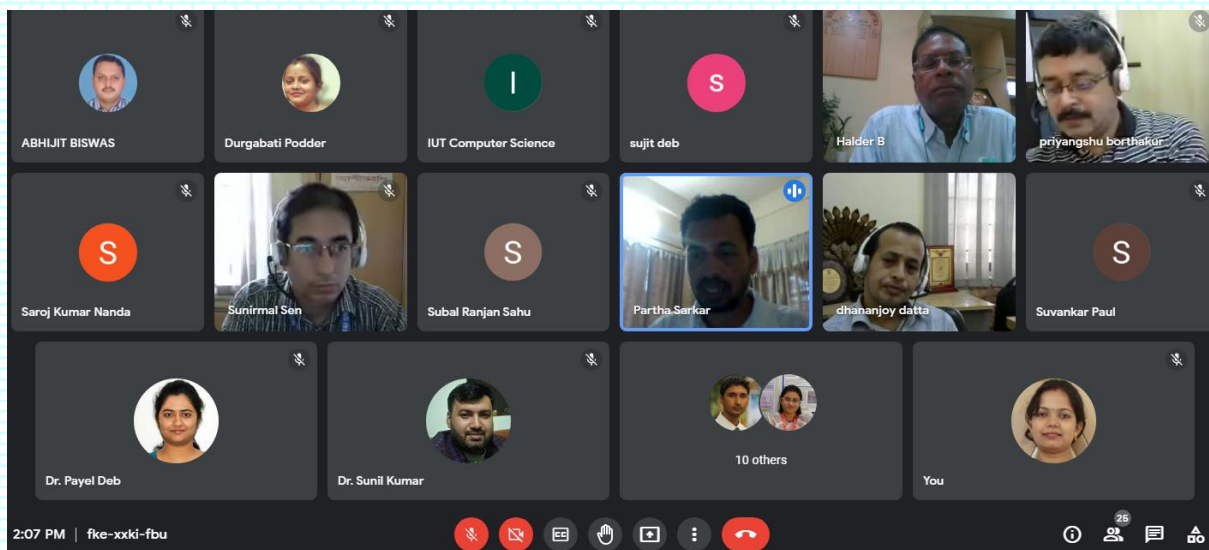 ABHIJIT BISWAS
Durgabati Podder
I
IUT Computer Science
S
sujit deb
Halder B
priyangshu borthakur
S
Saroj Kumar Nanda
Sunirmal Sen
S
Subal Ranjan Sahu
Partha Sarkar
dhananjoy datta
S
Suvankar Paul
Dr. Payel Deb
Dr. Sunil Kumar
10 others
You
2:07 PM | fke-xxki-fbu
CC
25